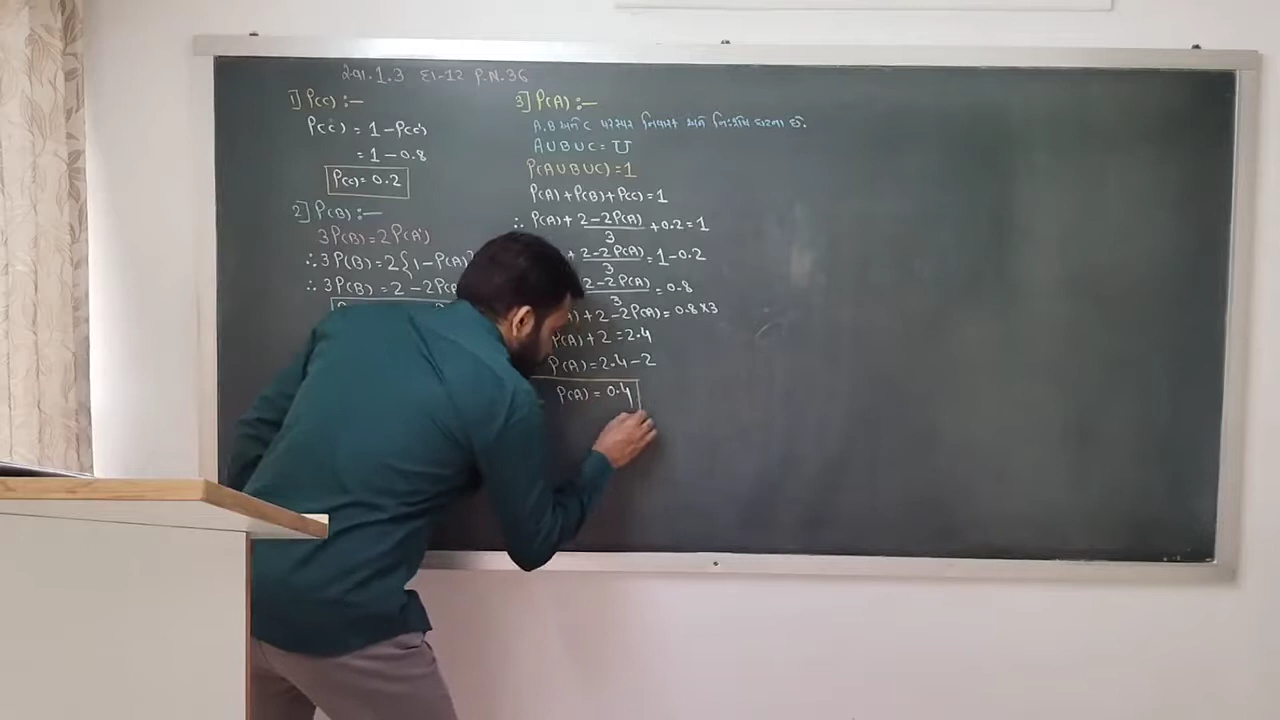 સ્વા.1.3 દા-12 P.N.36
1] P(C) :-
P(C) = 1 - P(C')
= 1 - 0.8
P(C) = 0.2
2] P(B) :-
3P(B) = 2P(A')
∴ 3P(B) = 2{1 - P(A)
∴ 3P(B) = 2 - 2P(A
3] P(A) :-
A,B અને C પરસ્પર નિવારક અને નિઃશેષ ઘટના છે.
A∪B∪C = U
P(A∪B∪C) = 1
P(A) + P(B) + P(C) = 1
∴ P(A) + 2-2P(A)/3 + 0.2 = 1
+ 2-2P(A)/3 = 1-0.2
2-2P(A)/3 = 0.8
A) + 2-2P(A) = 0.8×3
P(A) + 2 = 2.4
P(A) = 2.4 - 2
P(A) = 0.4